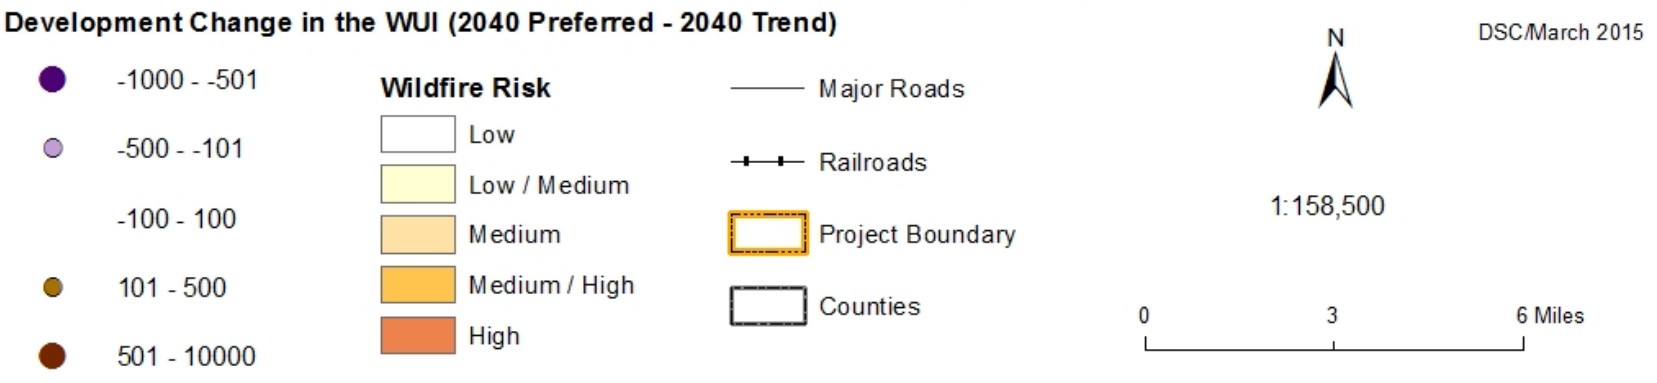 Development Change in the WUI (2040 Preferred - 2040 Trend)
-1000 - -501
-500 - -101
-100 - 100
101 - 500
501 - 10000
Wildfire Risk
Low
Low / Medium
Medium
Medium / High
High
Major Roads
Railroads
Project Boundary
Counties
N
DSC/March 2015
1:158,500
0 3 6 Miles